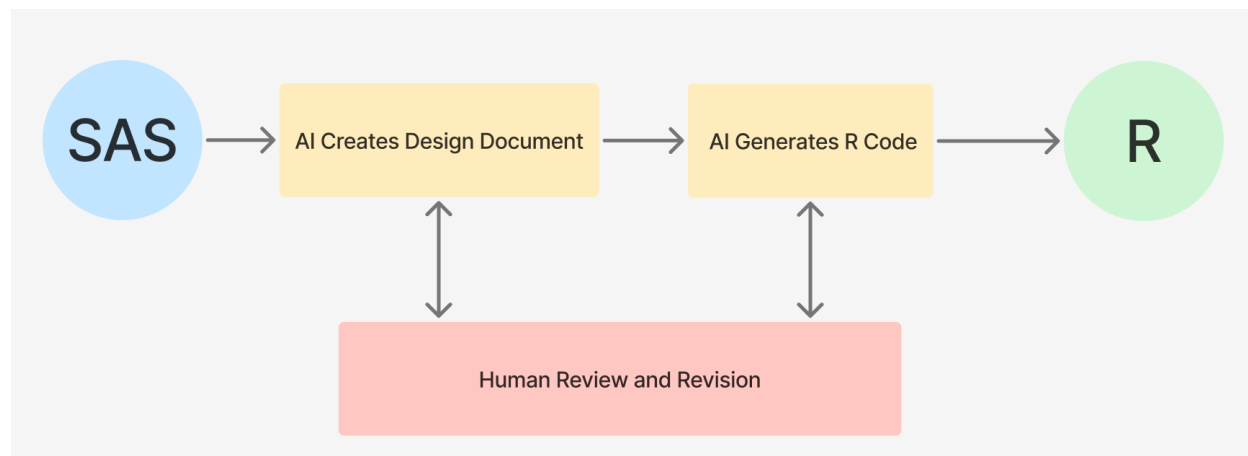 SAS
AI Creates Design Document
AI Generates R Code
R
Human Review and Revision